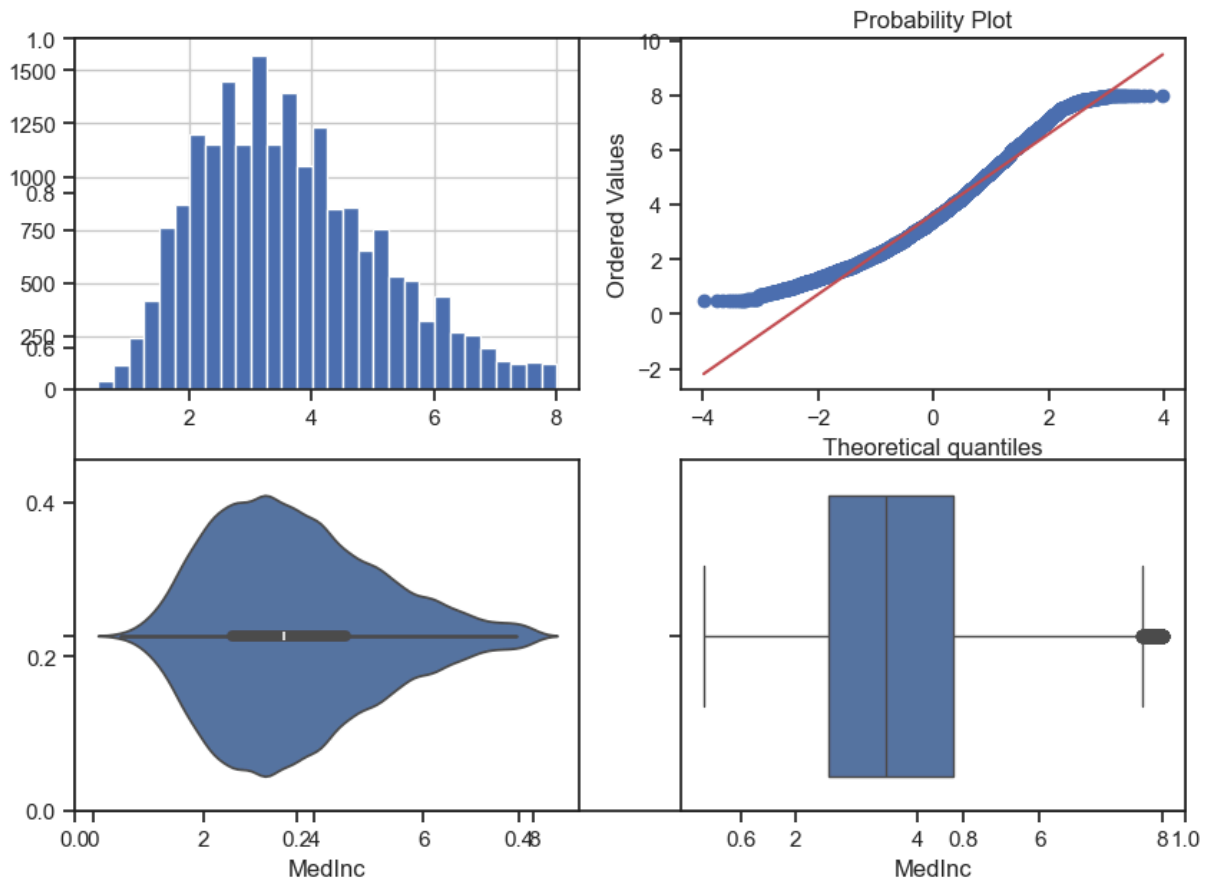 Probability Plot
1.0
1500
1250
1000
0.8
750
500
250
0.6
0
2 4 6 8
10
8
6
4
2
0
−2
Ordered Values
−4 −2 0 2 4
Theoretical quantiles
0.4
0.2
0.0
0.0 0 2 0.2 4 6 0.4 8
MedInc
0.6 2 4 0.8 6 8 1.0
MedInc